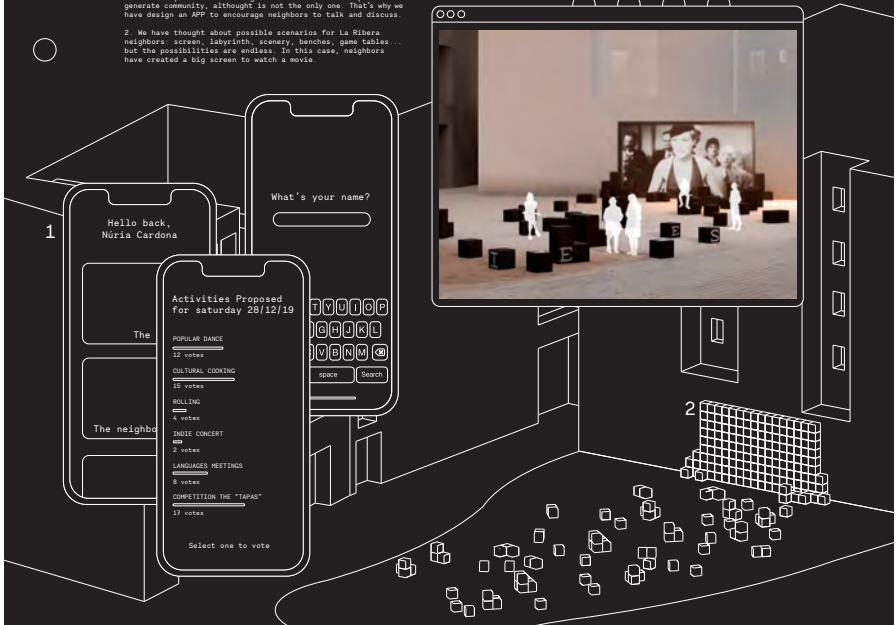 generate community, althought is not the only one. That's why we
have design an APP to encourage neighbors to talk and discuss.
2. We have thought about possible scenarios for La Ribera
neighbors: screen, labyrinth, scenery, benches, game tables...
but the possibilities are endless. In this case, neighbors
have created a big screen to watch a movie.
1
Hello back,
Núria Cardona
The
The neighbo
What's your name?
T Y U I O P
G H J K L
V B N M
space Search
Activities Proposed
for saturday 28/12/19
POPULAR DANCE
12 votes
CULTURAL COOKING
15 votes
ROLLING
4 votes
INDIE CONCERT
2 votes
LANGUAGES MEETINGS
8 votes
COMPETITION THE "TAPAS"
17 votes
Select one to vote
I E E S
2